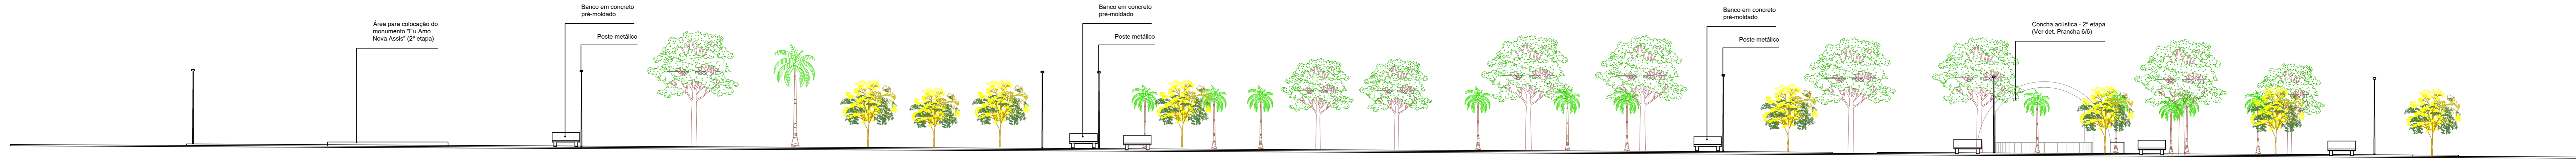 Área para colocação do
monumento "Eu Amo
Nova Assis" (2ª etapa)
Banco em concreto
pré-moldado
Poste metálico
Banco em concreto
pré-moldado
Poste metálico
Banco em concreto
pré-moldado
Poste metálico
Concha acústica - 2ª etapa
(Ver det. Prancha 6/6)